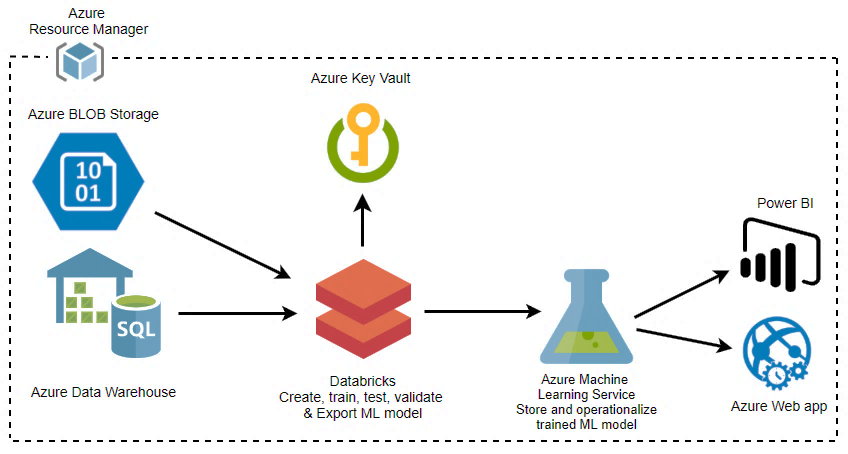 Azure
Resource Manager
Azure Key Vault
Azure BLOB Storage
10
01
Power BI
SQL
Azure Data Warehouse
Databricks
Create, train, test, validate
& Export ML model
Azure Machine
Learning Service
Store and operationalize
trained ML model
Azure Web app